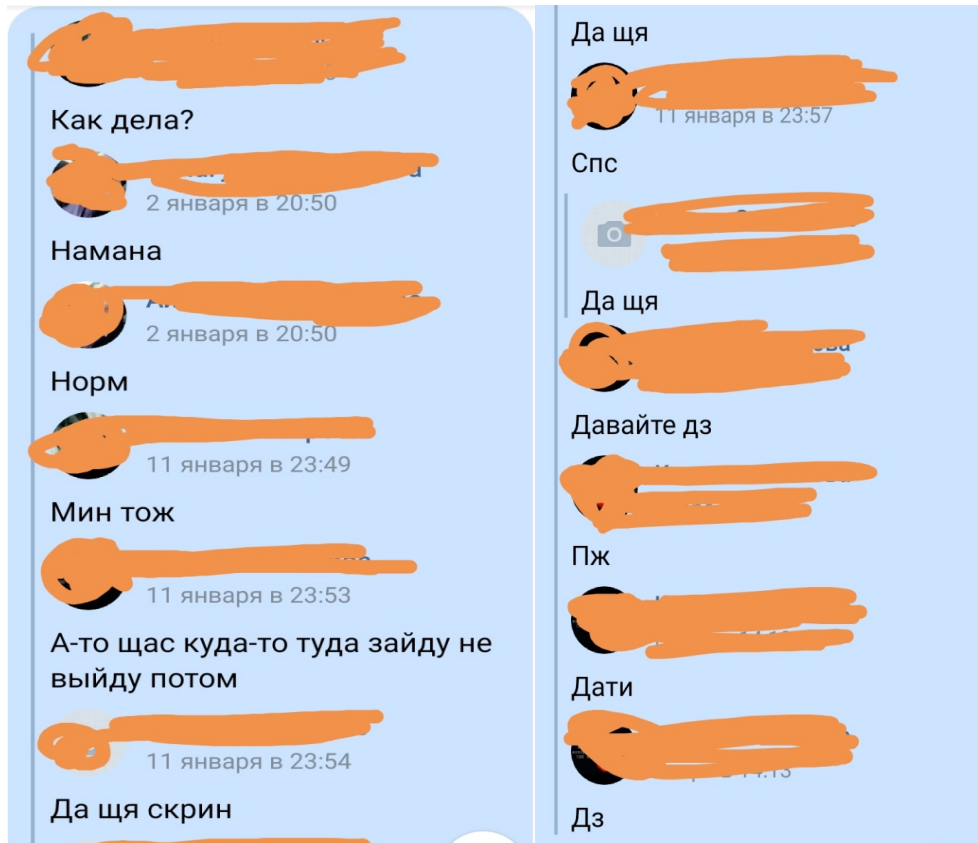 Как дела?
2 января в 20:50
Намана
2 января в 20:50
Норм
11 января в 23:49
Мин тож
11 января в 23:53
А-то щас куда-то туда зайду не
выйду потом
11 января в 23:54
Да щя скрин
Да щя
11 января в 23:57
Спс
Да щя
Давайте дз
Пж
Дати
Дз